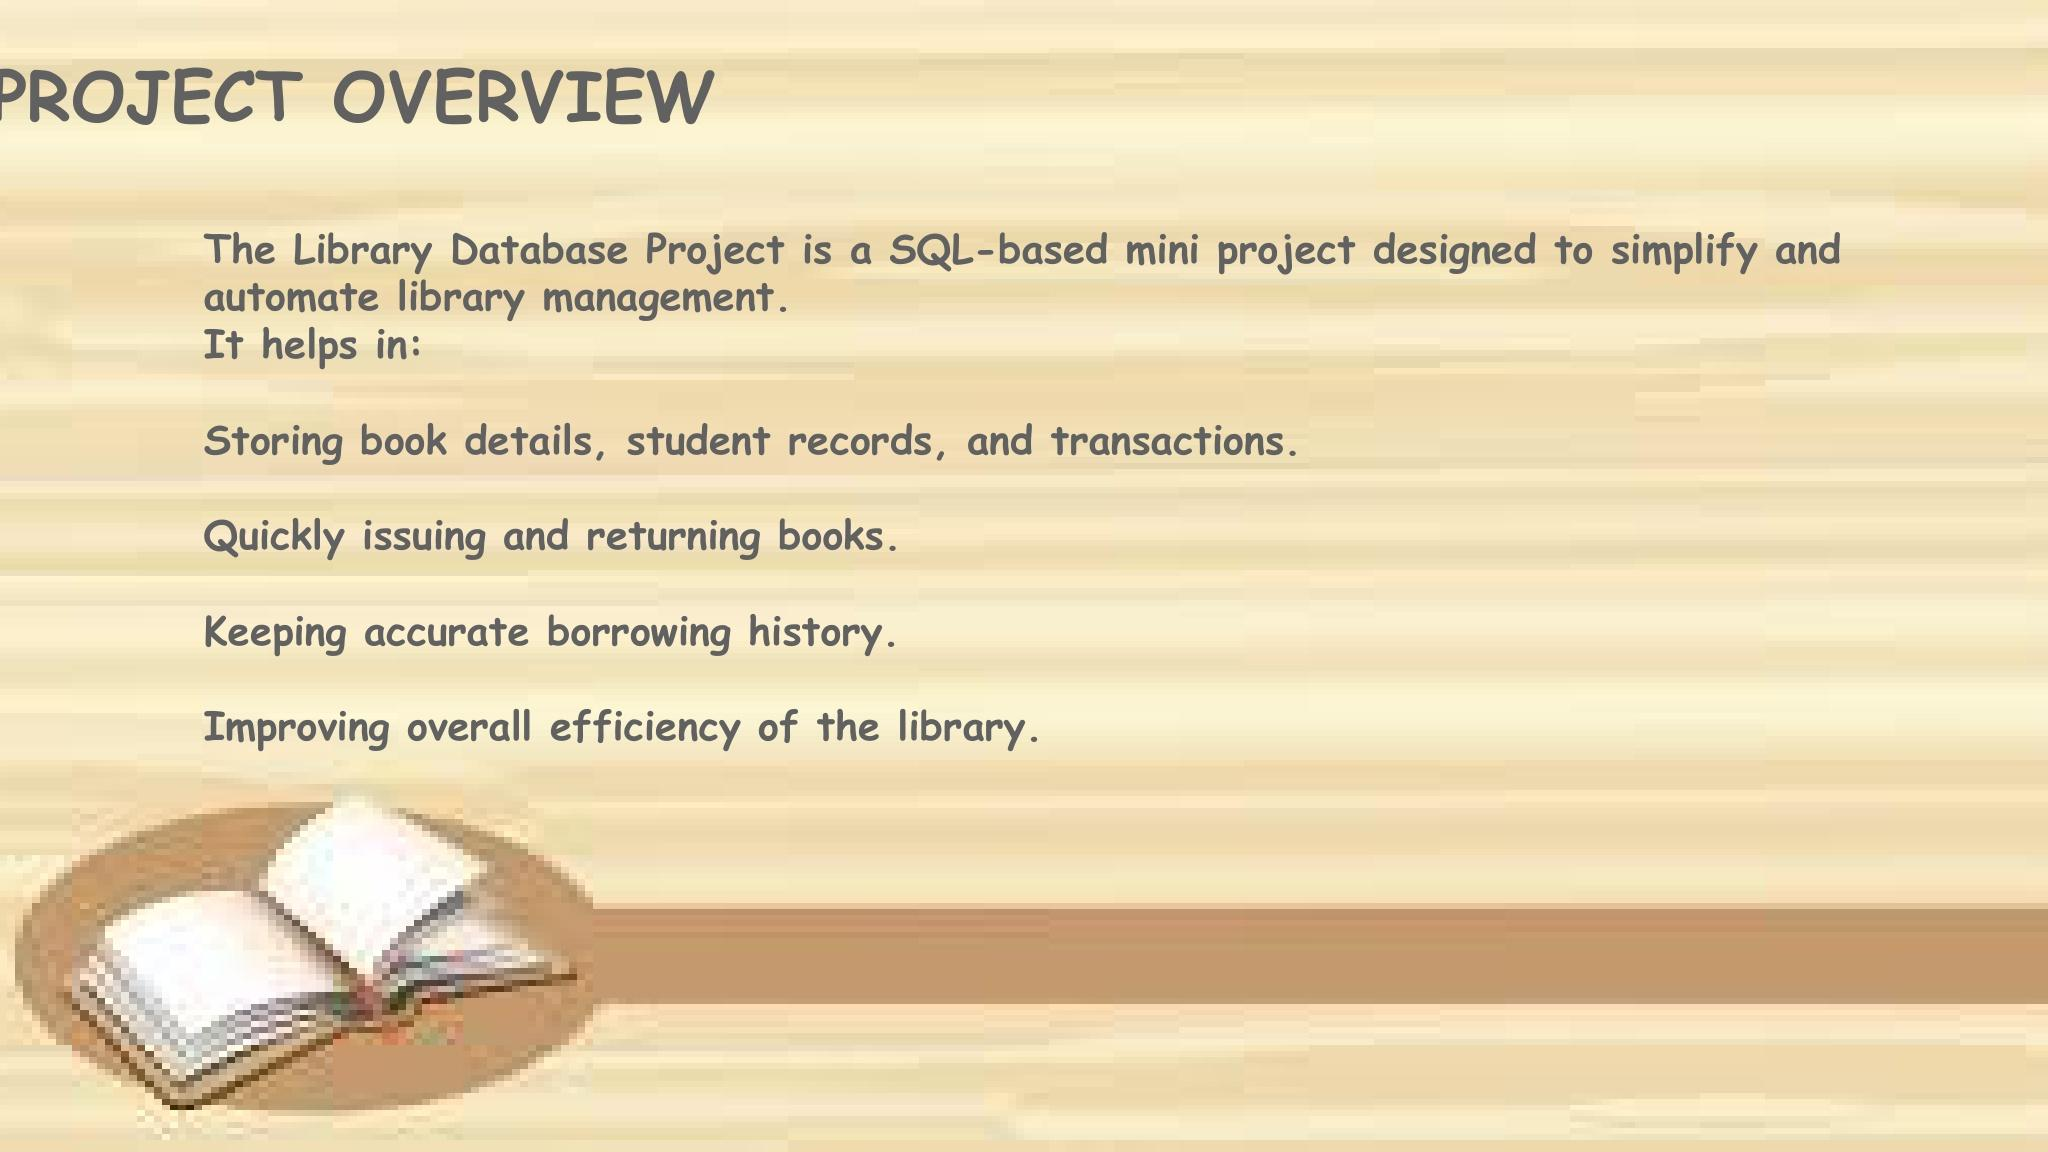 PROJECT OVERVIEW
The Library Database Project is a SQL-based mini project designed to simplify and
automate library management.
It helps in:
Storing book details, student records, and transactions.
Quickly issuing and returning books.
Keeping accurate borrowing history.
Improving overall efficiency of the library.